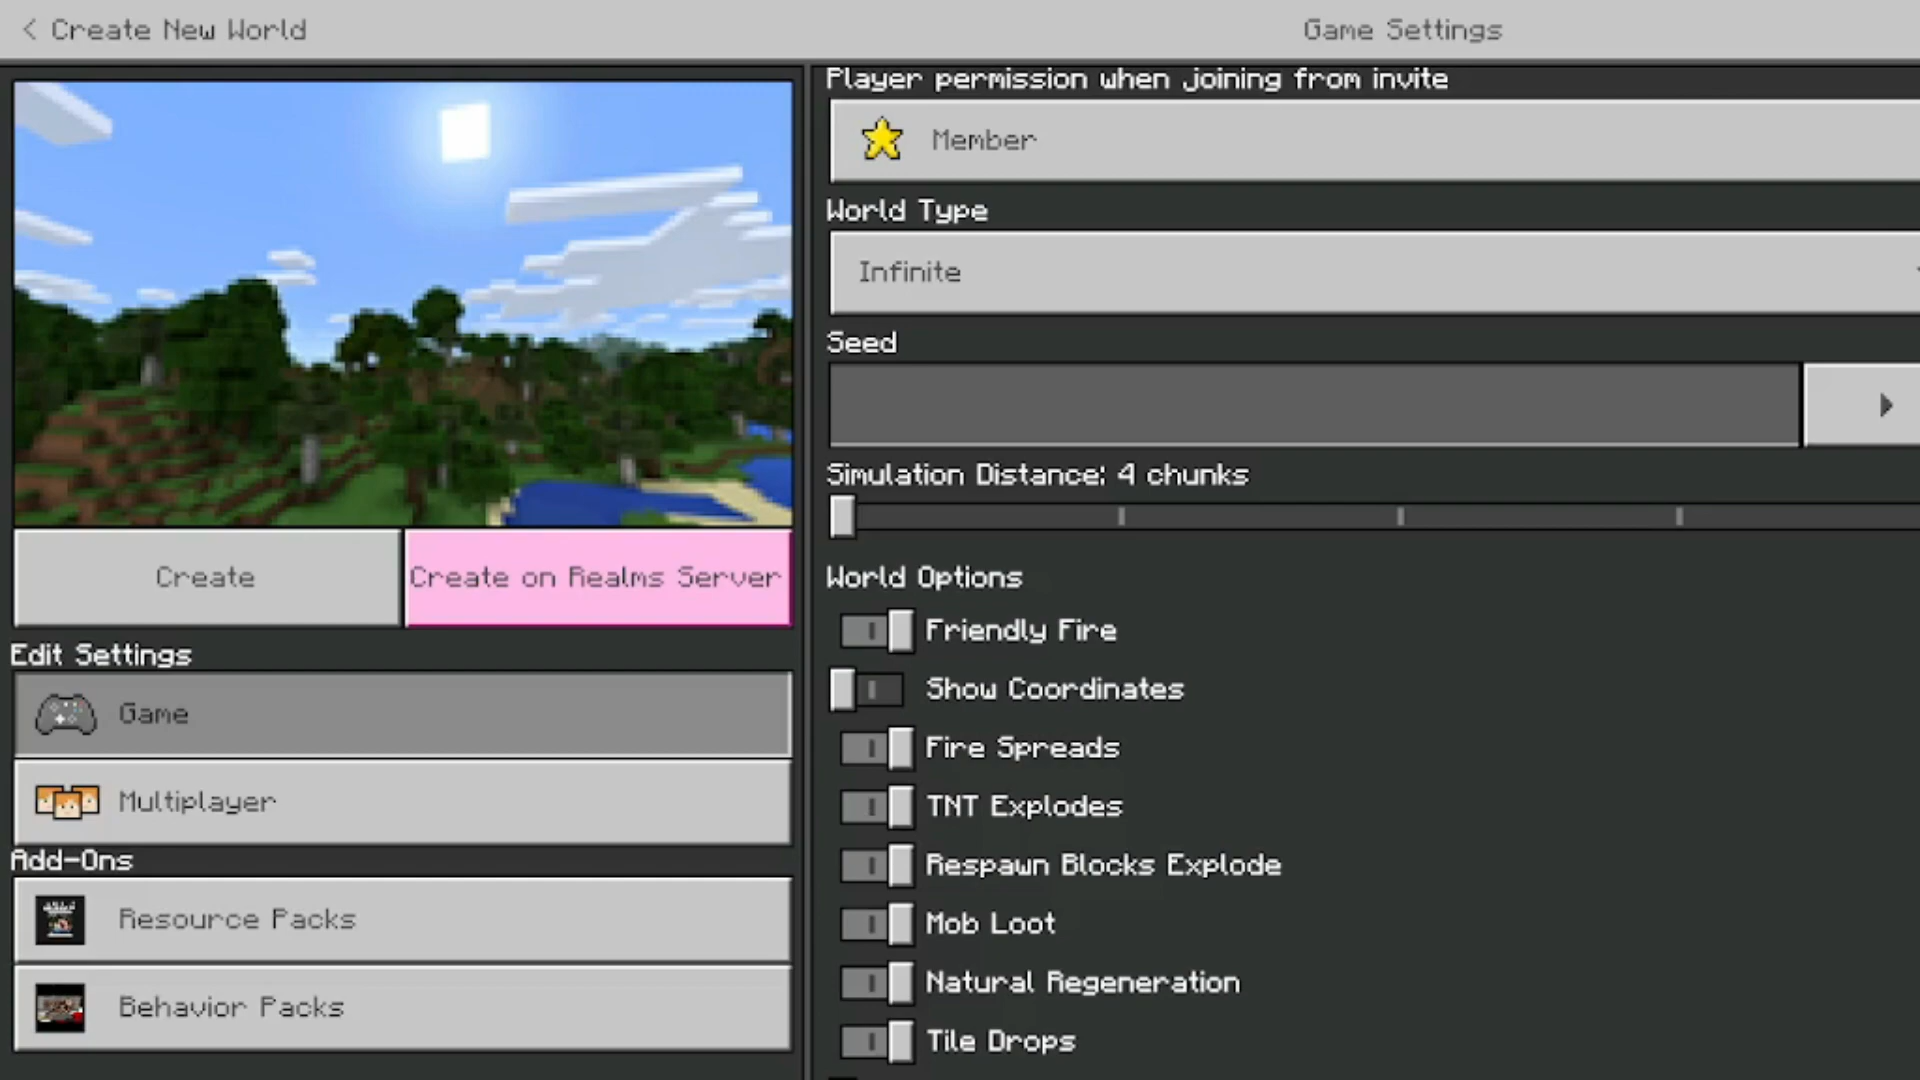 Create New World
Game Settings
Player permission when joining from invite
Member
World Type
Infinite
Seed
Simulation Distance: 4 chunks
Create
Create on Realms Server
World Options
Friendly Fire
Show Coordinates
Fire Spreads
TNT Explodes
Respawn Blocks Explode
Mob Loot
Natural Regeneration
Tile Drops
Edit Settings
Game
Multiplayer
Add-Ons
Resource Packs
Behavior Packs